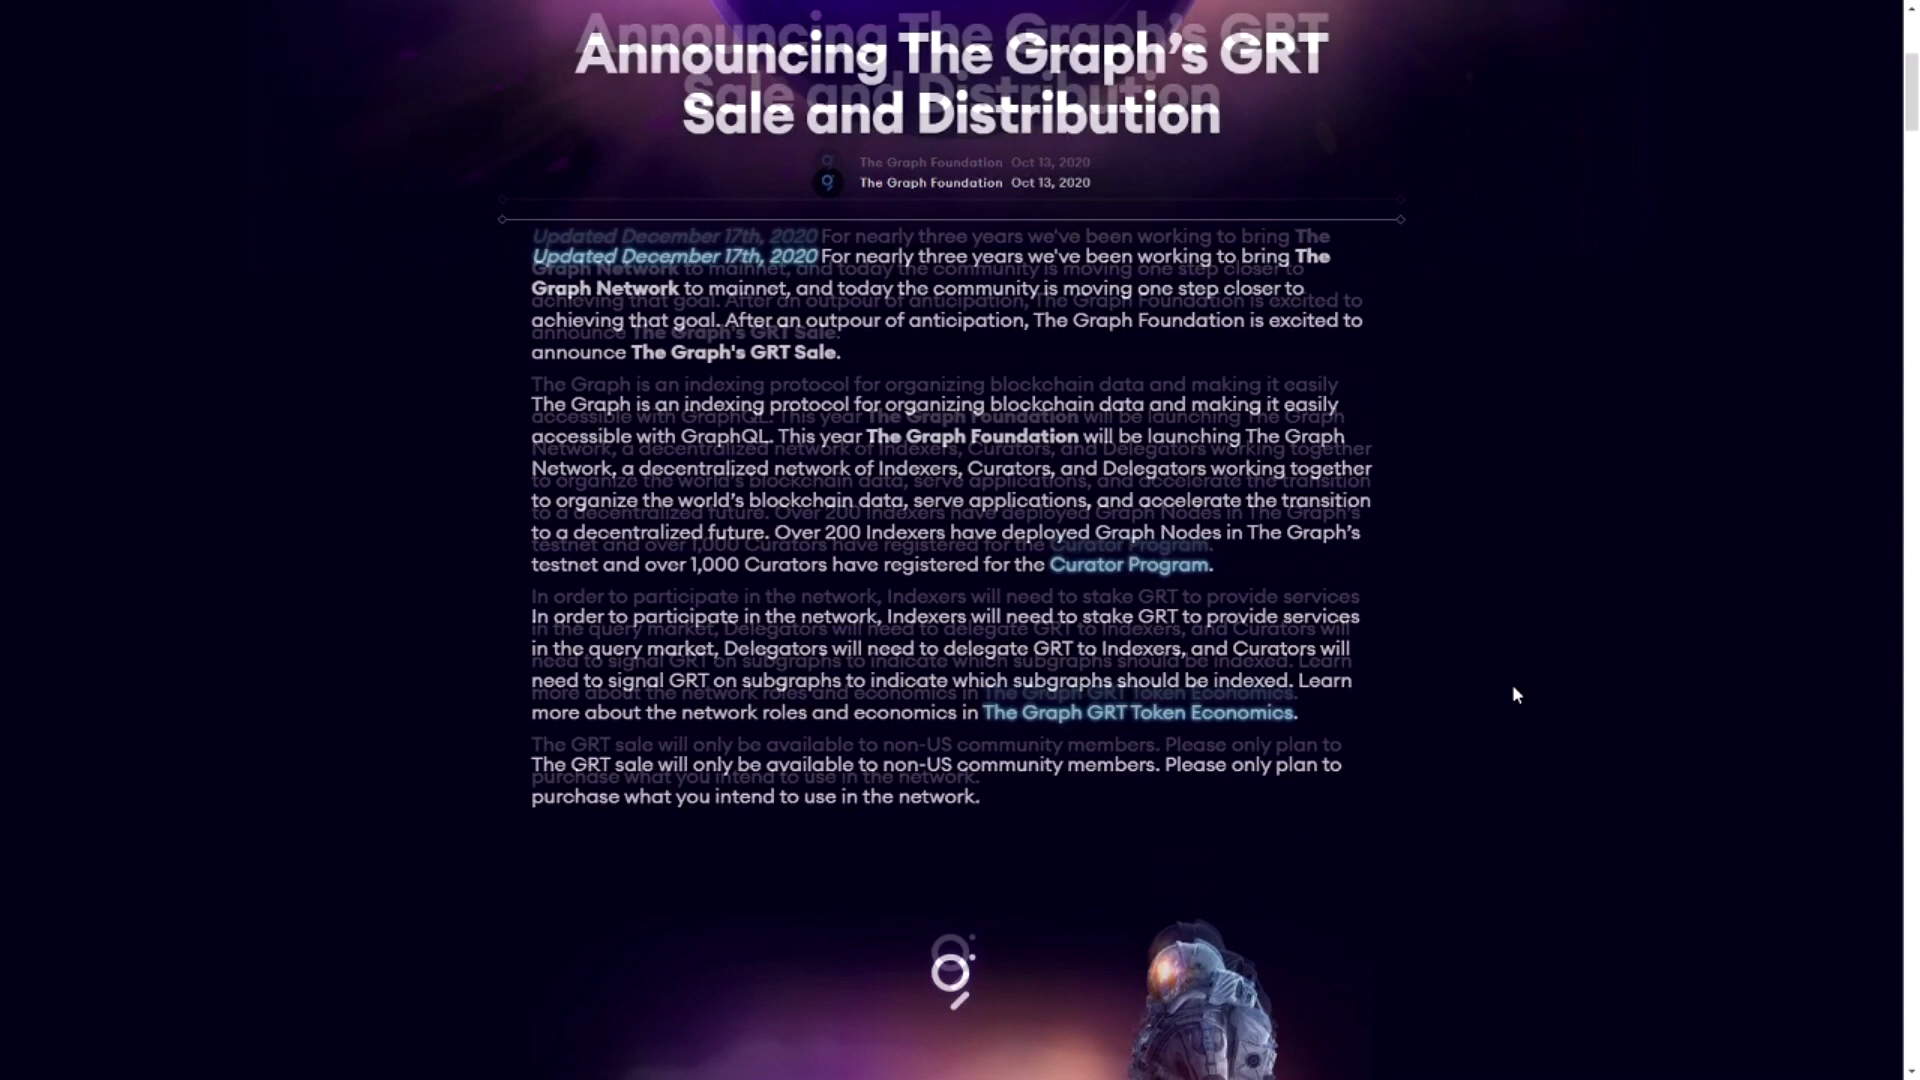 Announcing The Graph's GRT
Sale and Distribution
The Graph Foundation Oct 13, 2020
Updated December 17th, 2020 For nearly three years we've been working to bring The
Graph Network to mainnet, and today the community is moving one step closer to
achieving that goal. After an outpour of anticipation, The Graph Foundation is excited to
announce The Graph's GRT Sale.
The Graph is an indexing protocol for organizing blockchain data and making it easily
accessible with GraphQL. This year The Graph Foundation will be launching The Graph
Network, a decentralized network of Indexers, Curators, and Delegators working together
to organize the world's blockchain data, serve applications, and accelerate the transition
to a decentralized future. Over 200 Indexers have deployed Graph Nodes in The Graph's
testnet and over 1,000 Curators have registered for the Curator Program.
In order to participate in the network, Indexers will need to stake GRT to provide services
in the query market, Delegators will need to delegate GRT to Indexers, and Curators will
need to signal GRT on subgraphs to indicate which subgraphs should be indexed. Learn
more about the network roles and economics in The Graph GRT Token Economics.
The GRT sale will only be available to non-US community members. Please only plan to
purchase what you intend to use in the network.